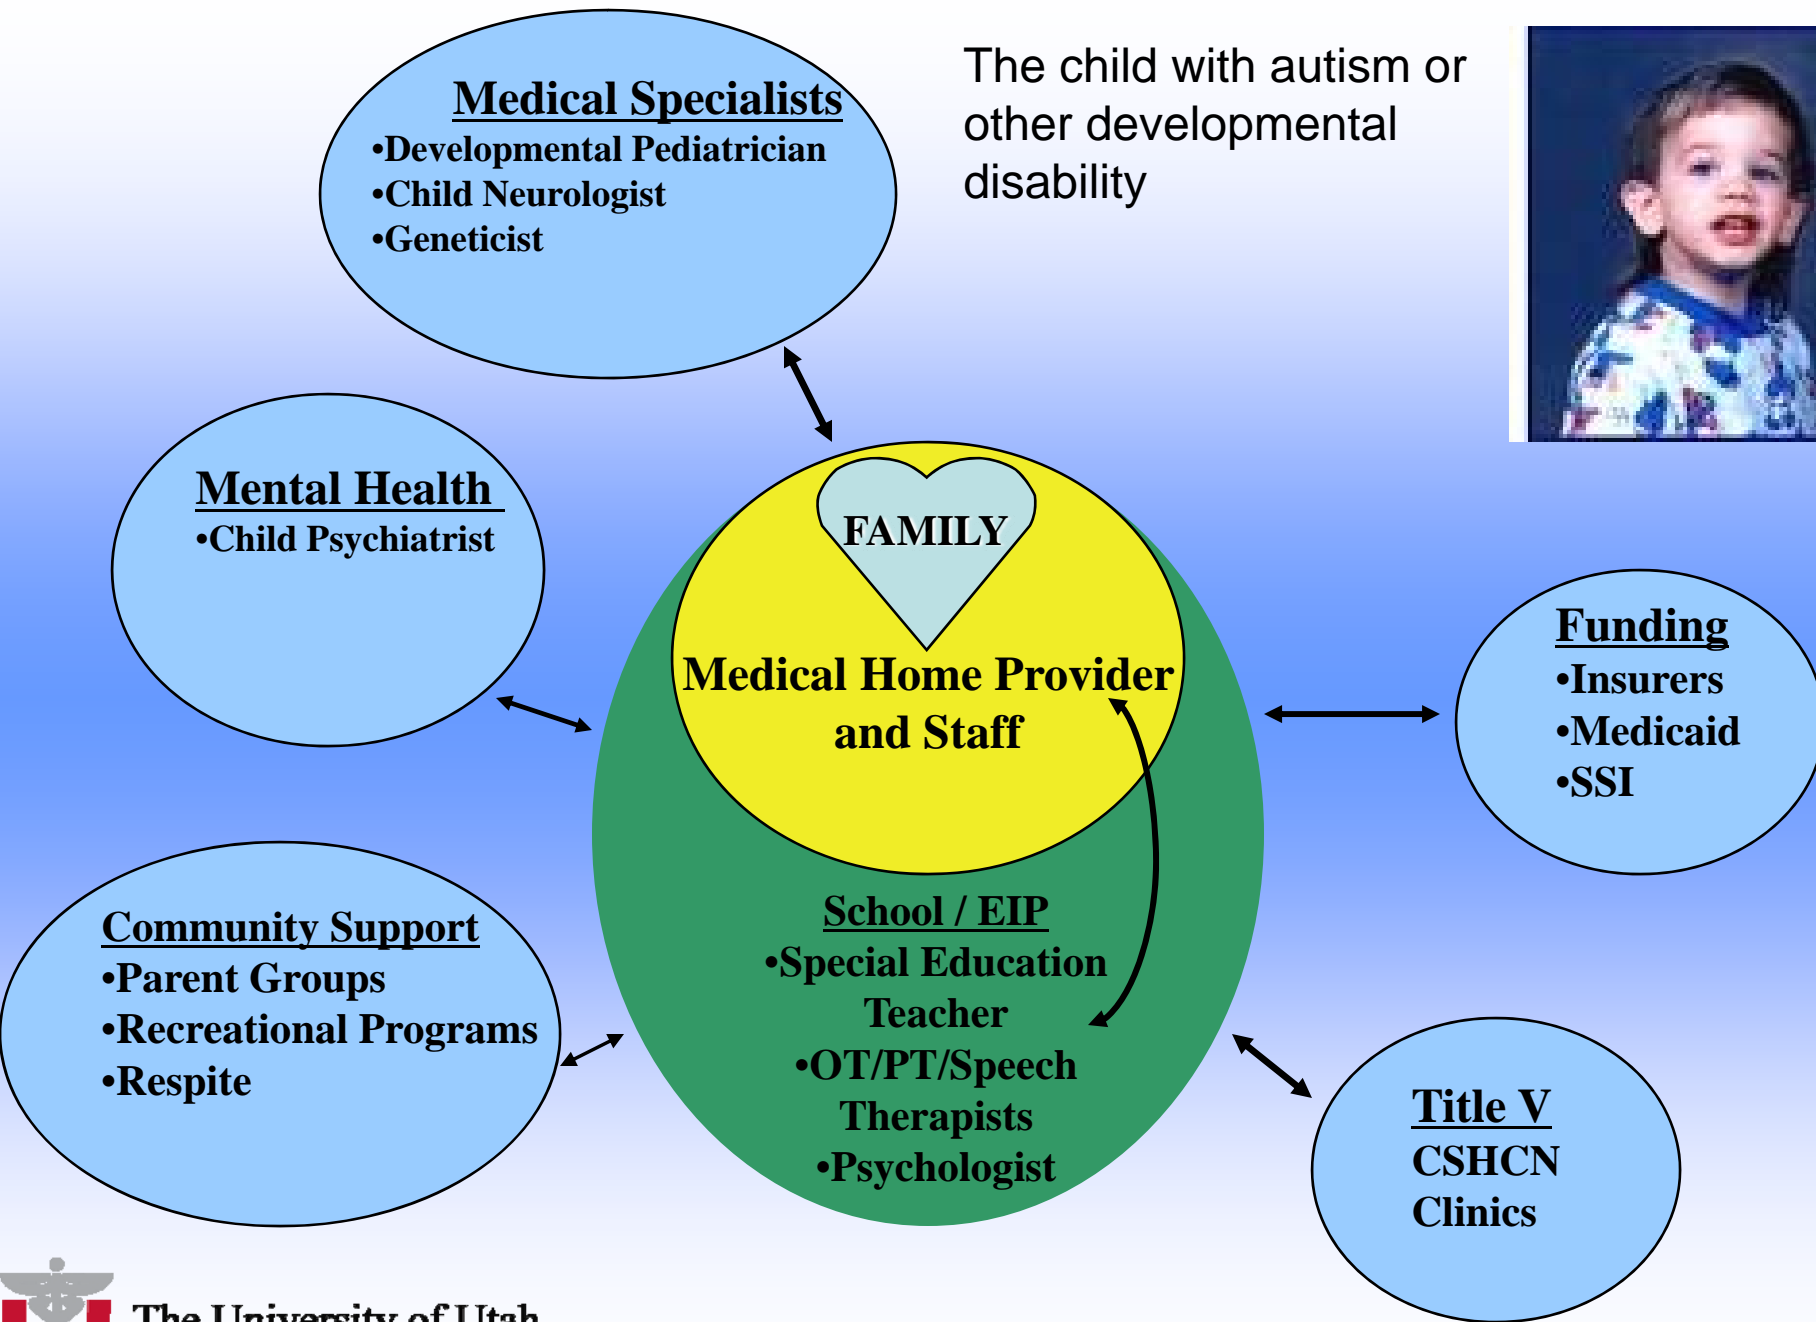 The child with autism or
other developmental
disability
Medical Specialists
•Developmental Pediatrician
•Child Neurologist
•Geneticist
Mental Health
•Child Psychiatrist
FAMILY
Medical Home Provider
and Staff
Funding
•Insurers
•Medicaid
•SSI
Community Support
•Parent Groups
•Recreational Programs
•Respite
School / EIP
•Special Education
Teacher
•OT/PT/Speech
Therapists
•Psychologist
Title V
CSHCN
Clinics
The University of Utah